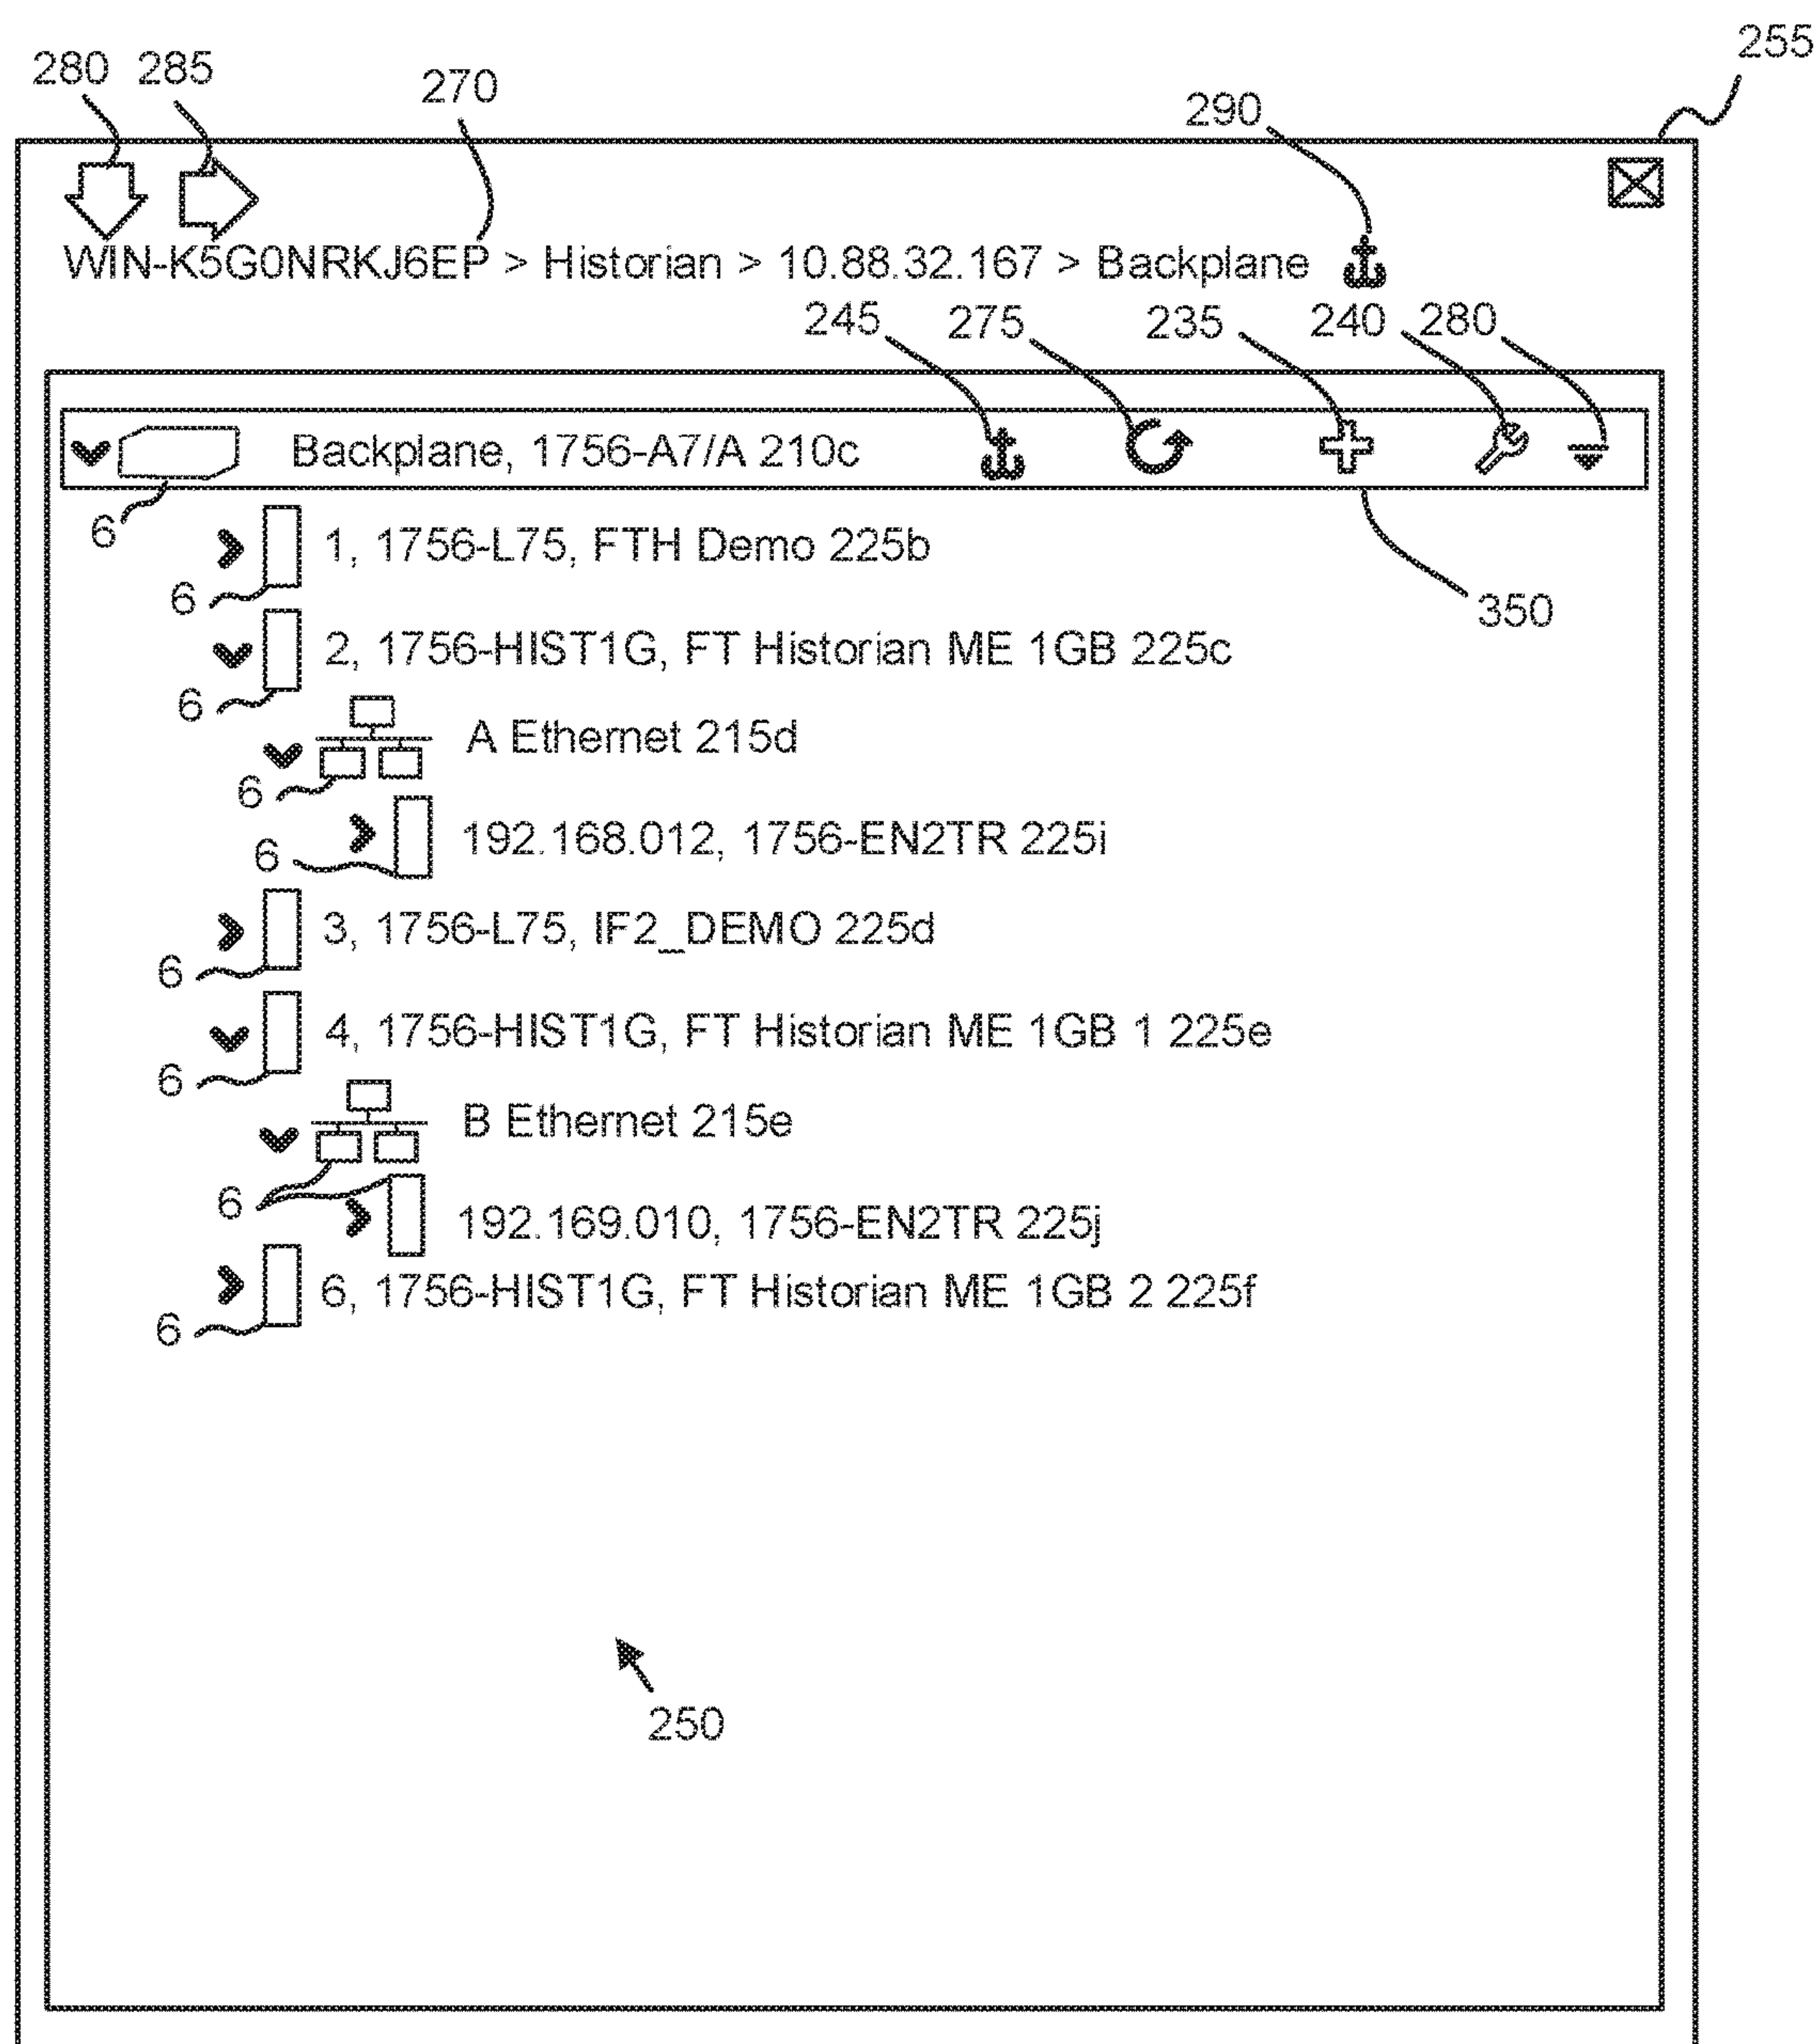 255
280 285 270 290
WIN-K5G0NRKJ6EP > Historian > 10.88.32.167 > Backplane
245 275 235 240 280
Backplane, 1756-A7/A 210c
6
1, 1756-L75, FTH Demo 225b
6
350
2, 1756-HIST1G, FT Historian ME 1GB 225c
6
A Ethernet 215d
6
192.168.012, 1756-EN2TR 225i
6
3, 1756-L75, IF2_DEMO 225d
6
4, 1756-HIST1G, FT Historian ME 1GB 1 225e
6
B Ethernet 215e
6
192.169.010, 1756-EN2TR 225j
6, 1756-HIST1G, FT Historian ME 1GB 2 225f
6
250